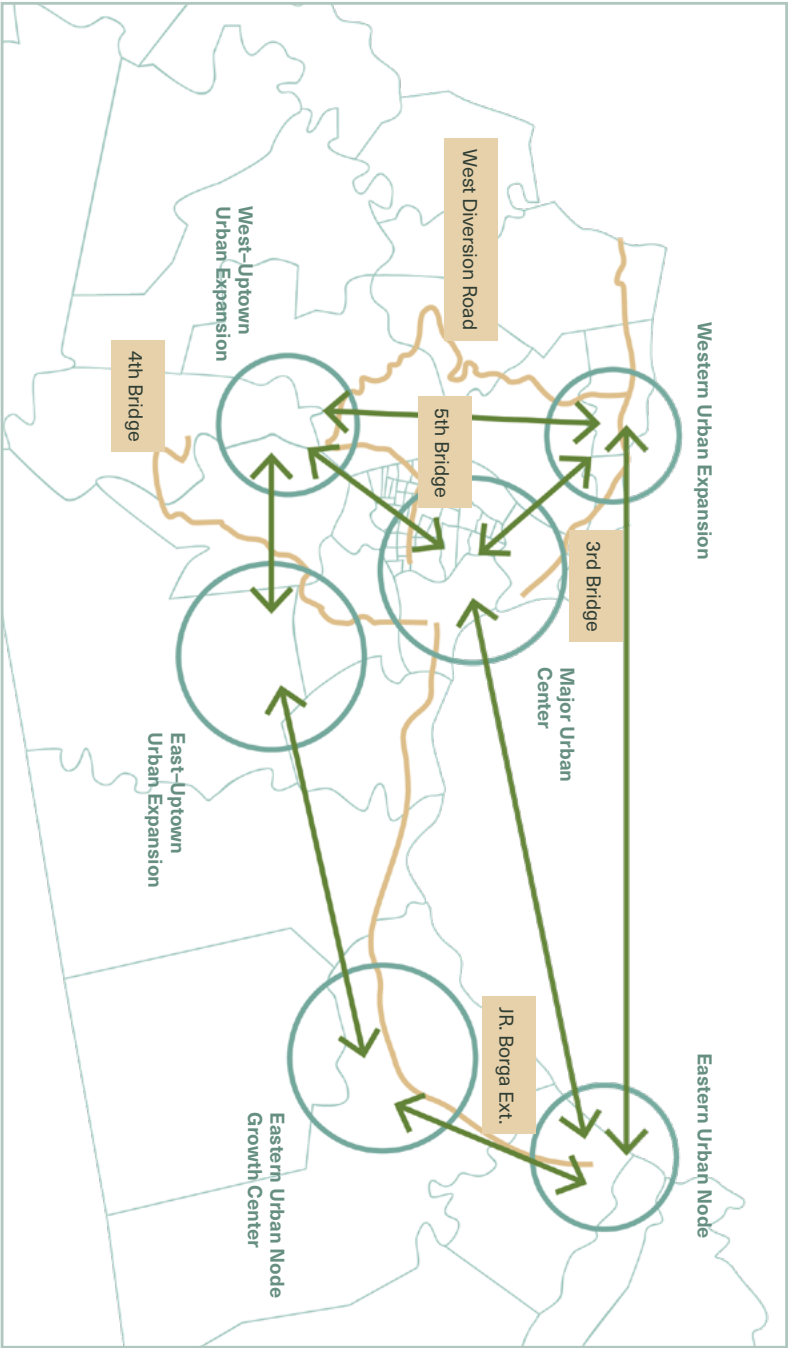 Western Urban Expansion
Eastern Urban Node
3rd Bridge
Major Urban
Center
JR. Borga Ext.
West Diversion Road
5th Bridge
West–Uptown
Urban Expansion
Eastern Urban Node
Growth Center
East–Uptown
Urban Expansion
4th Bridge